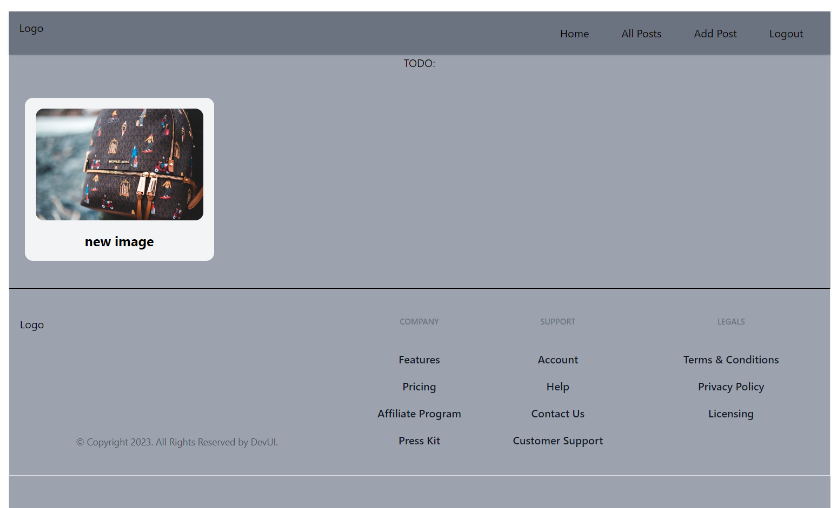 Logo
Home All Posts Add Post Logout
TODO:
new image
Logo
COMPANY SUPPORT LEGALS
Features Account Terms & Conditions
Pricing Help Privacy Policy
Affiliate Program Contact Us Licensing
Press Kit Customer Support
© Copyright 2023. All Rights Reserved by DevUI.